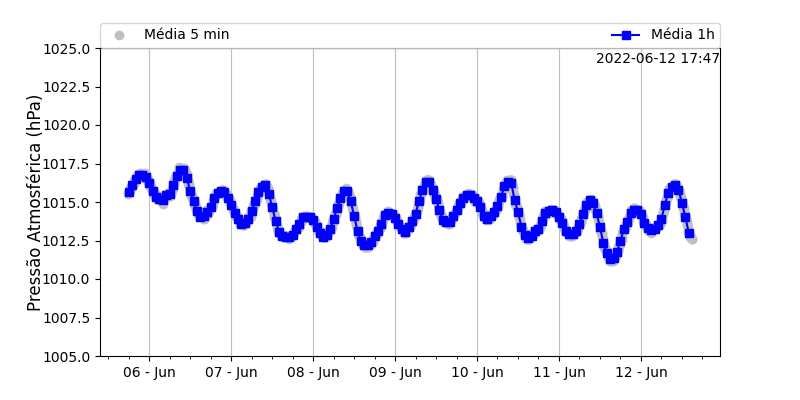 Média 5 min
Média 1h
2022-06-12 17:47
Pressão Atmosférica (hPa)
1025.0
1022.5
1020.0
1017.5
1015.0
1012.5
1010.0
1007.5
1005.0
06 - Jun
07 - Jun
08 - Jun
09 - Jun
10 - Jun
11 - Jun
12 - Jun